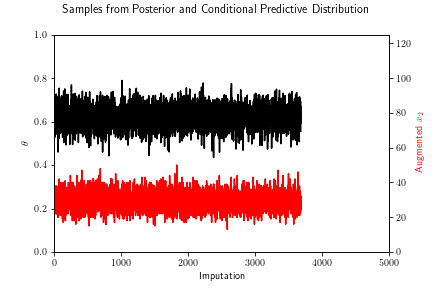 Samples from Posterior and Conditional Predictive Distribution
1.0
0.8
0.6
0.4
0.2
0.0
θ
120
100
80
60
40
20
0
Augmented x₂
0 1000 2000 3000 4000 5000
Imputation